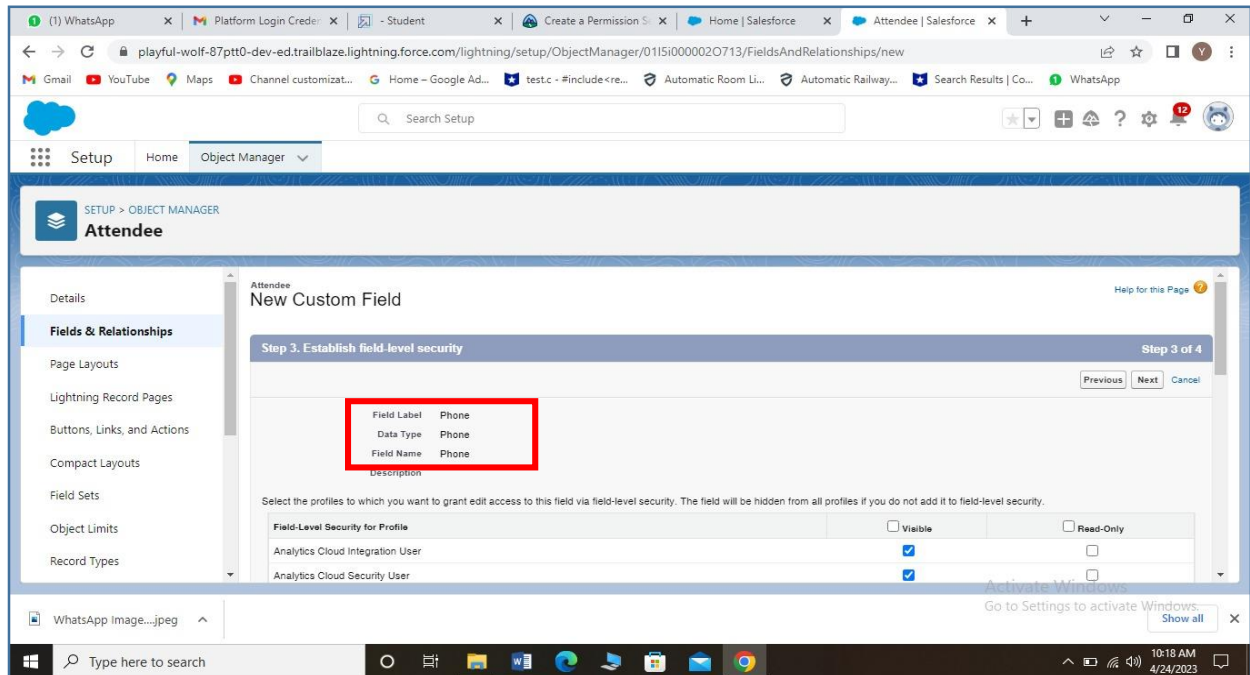 (1) WhatsApp
Platform Login Creder
- Student
Create a Permission S
Home | Salesforce
Attendee | Salesforce
playful-wolf-87ptt0-dev-ed.trailblaze.lightning.force.com/lightning/setup/ObjectManager/01I5i000002O713/FieldsAndRelationships/new
Y
Gmail YouTube Maps Channel customizat... Home – Google Ad... test.c - #include<re... Automatic Room Li... Automatic Railway... Search Results | Co... WhatsApp
Search Setup
12
Setup Home Object Manager
SETUP > OBJECT MANAGER
Attendee
Details
Fields & Relationships
Page Layouts
Lightning Record Pages
Buttons, Links, and Actions
Compact Layouts
Field Sets
Object Limits
Record Types
Attendee
New Custom Field
Help for this Page
Step 3. Establish field-level security Step 3 of 4
Previous Next Cancel
Field Label Phone
Data Type Phone
Field Name Phone
Description
Select the profiles to which you want to grant edit access to this field via field-level security. The field will be hidden from all profiles if you do not add it to field-level security.
Field-Level Security for Profile Visible Read-Only
Analytics Cloud Integration User
Analytics Cloud Security User
Activate Windows
Go to Settings to activate Windows.
WhatsApp Image....jpeg
Show all
Type here to search
10:18 AM
4/24/2023